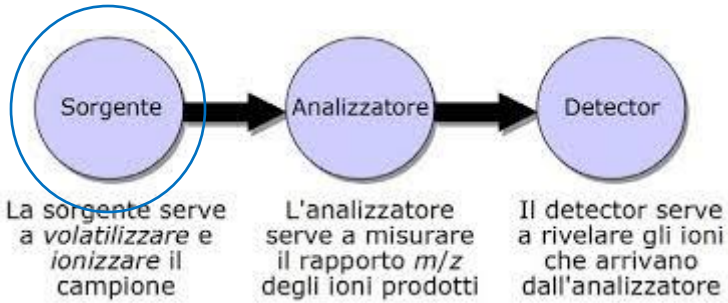 Sorgente
Analizzatore
Detector
La sorgente serve
a volatilizzare e
ionizzare il
campione
L'analizzatore
serve a misurare
il rapporto m/z
degli ioni prodotti
Il detector serve
a rivelare gli ioni
che arrivano
dall'analizzatore